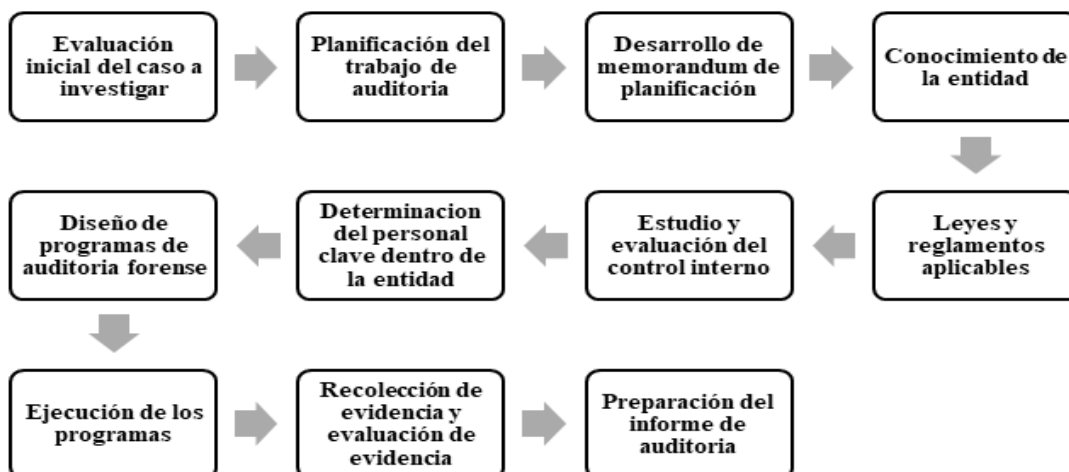 Evaluación
inicial del caso a
investigar
Planificación del
trabajo de
auditoria
Desarrollo de
memorandum de
planificación
Conocimiento de
la entidad
Leyes y
reglamentos
aplicables
Estudio y
evaluación del
control interno
Determinacion
del personal
clave dentro de
la entidad
Diseño de
programas de
auditoria forense
Ejecución de los
programas
Recolección de
evidencia y
evaluación de
evidencia
Preparación del
informe de
auditoria